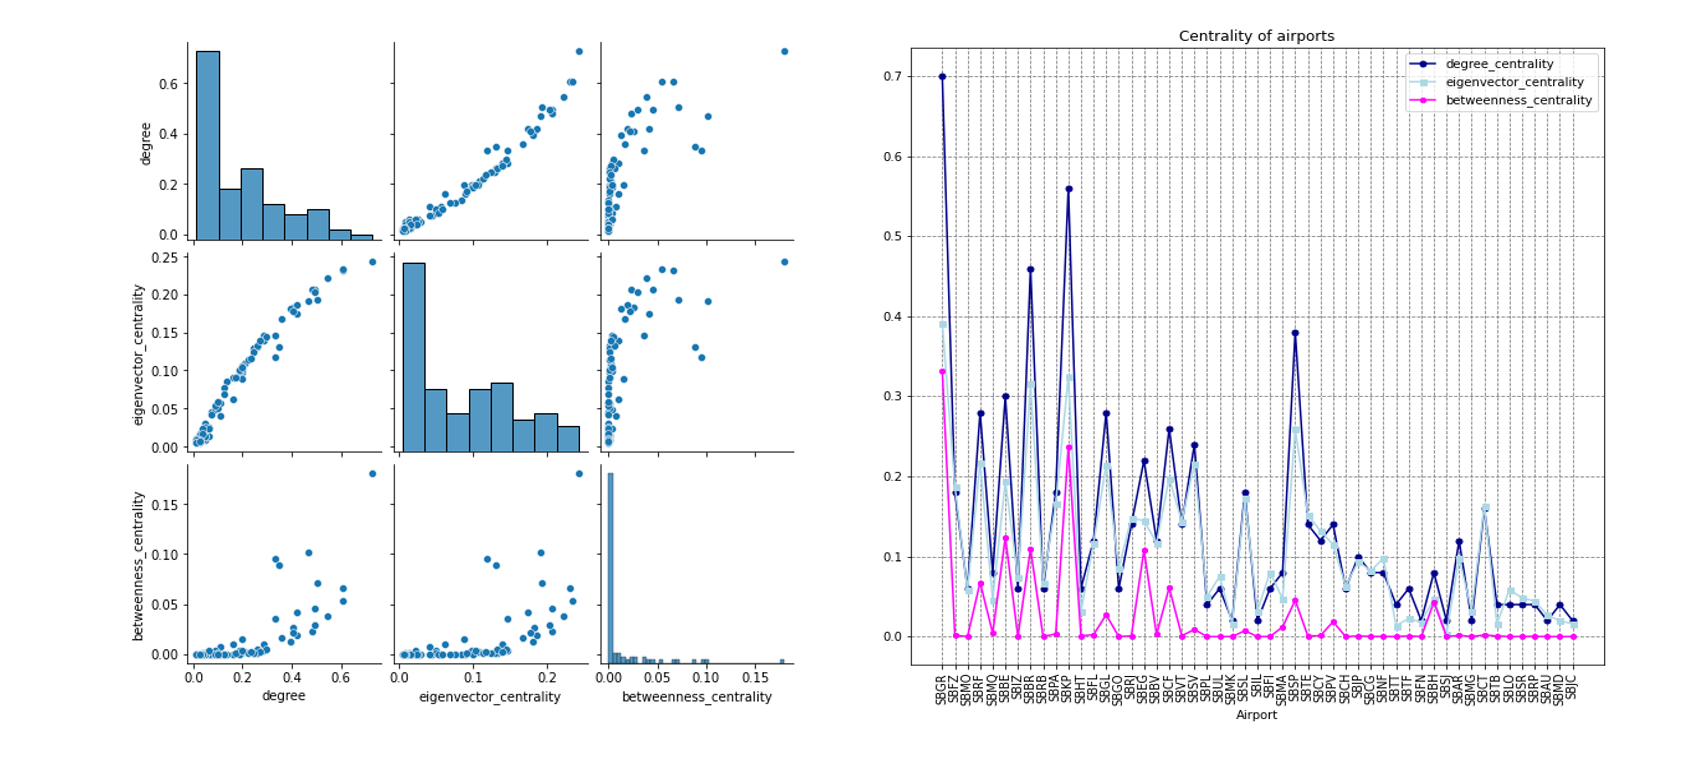 Centrality of airports
degree_centrality
eigenvector_centrality
betweenness_centrality
0.7
0.6
0.5
0.4
0.3
0.2
0.1
0.0
SBGR SBFZ SBMO SBRF SBMQ SBBE SBIZ SBBR SBRB SBPA SBKP SBHT SBFL SBGL SBGO SBRJ SBEG SBBV SBCF SBVT SBSV SBPL SBUL SBMK SBSL SBIL SBFI SBMA SBSP SBTE SBCY SBPV SBCH SBJP SBCG SBNF SBTT SBTF SBFN SBBH SBSJ SBAR SBMG SBCT SBTB SBLO SBSR SBRP SBAU SBMD SBJC
Airport
degree
0.6
0.4
0.2
0.0
eigenvector_centrality
0.25
0.20
0.15
0.10
0.05
0.00
betweenness_centrality
0.15
0.10
0.05
0.00
0.0 0.2 0.4 0.6
degree
0.0 0.1 0.2
eigenvector_centrality
0.00 0.05 0.10 0.15
betweenness_centrality